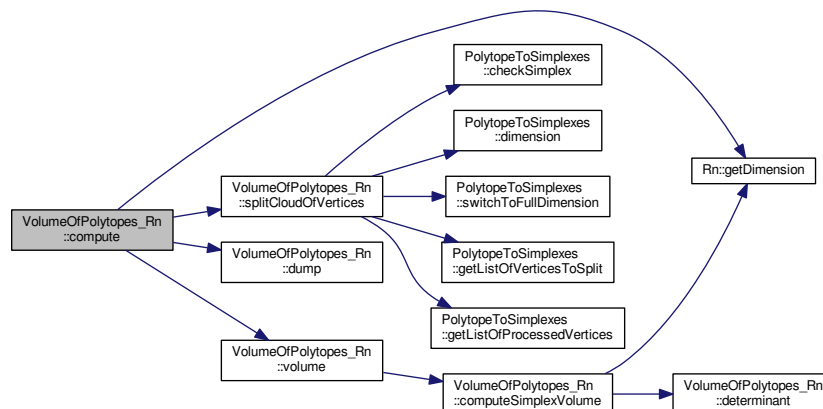 PolytopeToSimplexes
::checkSimplex
PolytopeToSimplexes
::dimension
Rn::getDimension
VolumeOfPolytopes_Rn
::splitCloudOfVertices
PolytopeToSimplexes
::switchToFullDimension
VolumeOfPolytopes_Rn
::compute
VolumeOfPolytopes_Rn
::dump
PolytopeToSimplexes
::getListOfVerticesToSplit
PolytopeToSimplexes
::getListOfProcessedVertices
VolumeOfPolytopes_Rn
::volume
VolumeOfPolytopes_Rn
::computeSimplexVolume
VolumeOfPolytopes_Rn
::determinant